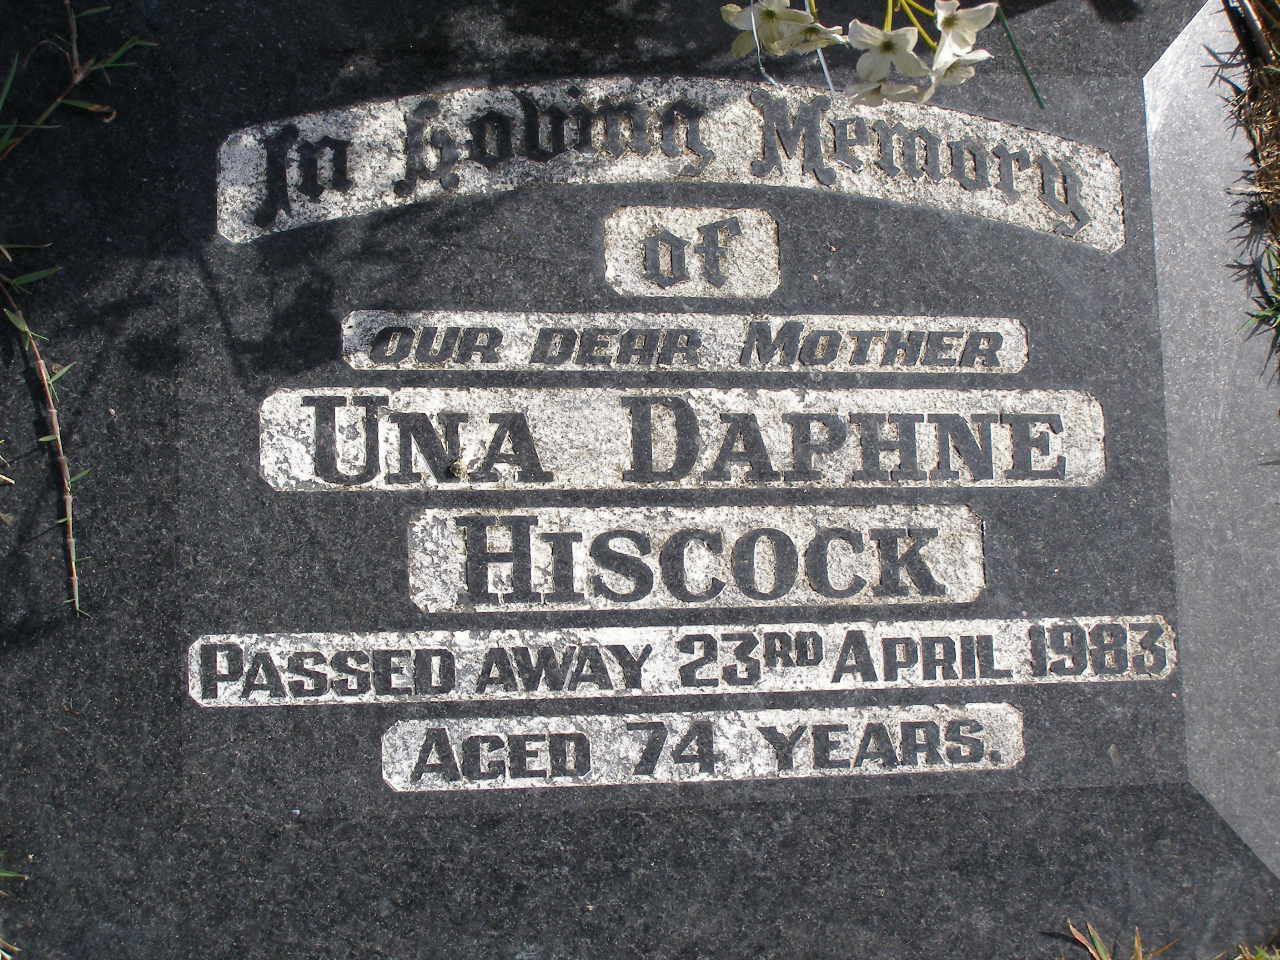 In Loving Memory
of
OUR DEAR MOTHER
UNA DAPHNE
HISCOCK
PASSED AWAY 23RD APRIL 1983
AGED 74 YEARS.